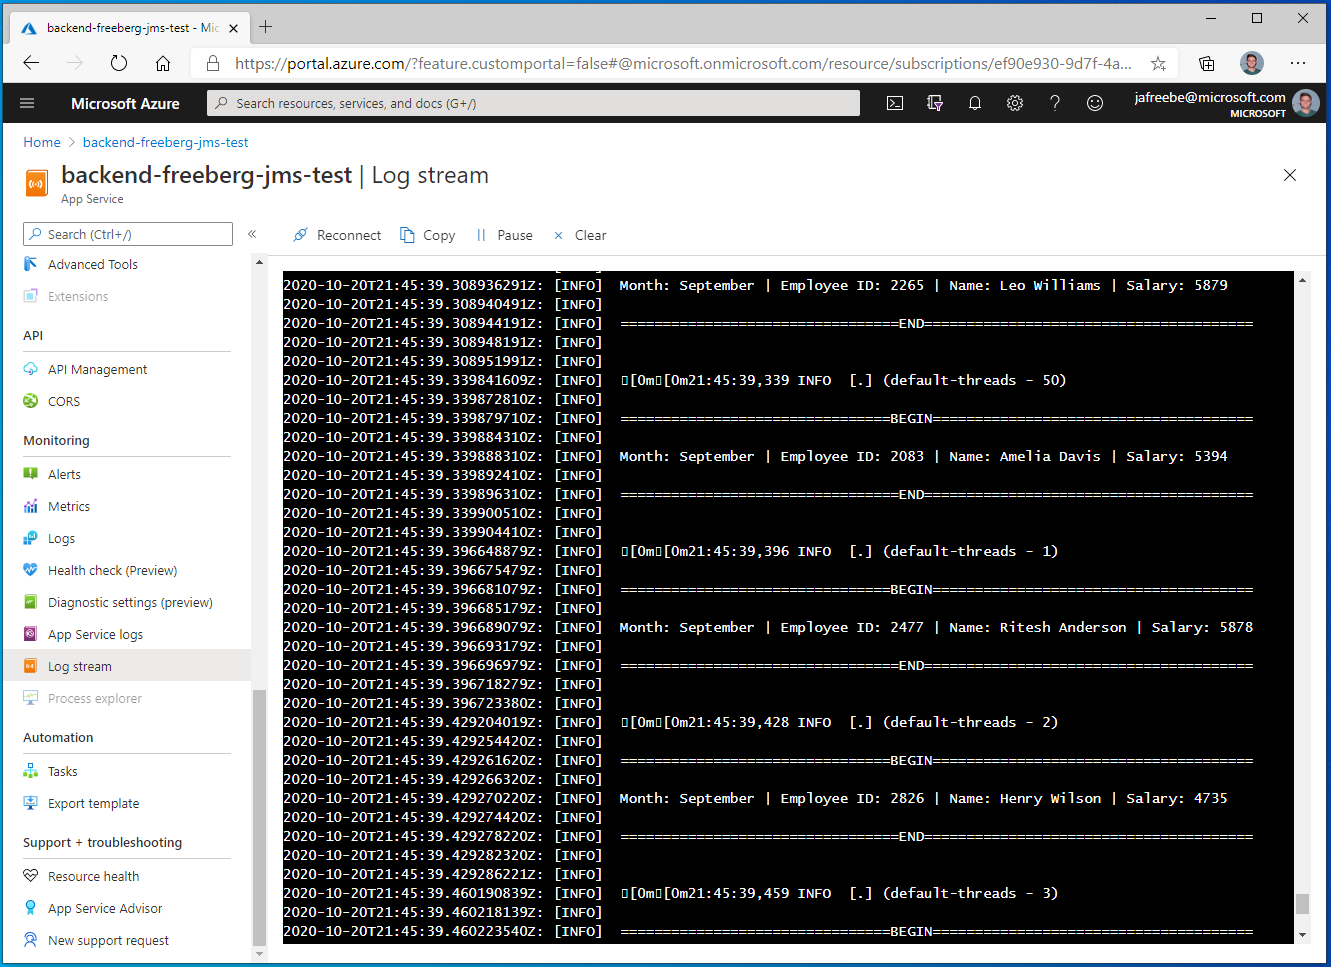 backend-freeberg-jms-test - Mic
https://portal.azure.com/?feature.customportal=false#@microsoft.onmicrosoft.com/resource/subscriptions/ef90e930-9d7f-4a...
Microsoft Azure
Search resources, services, and docs (G+/)
jafreebe@microsoft.com
MICROSOFT
Home > backend-freeberg-jms-test
backend-freeberg-jms-test | Log stream
App Service
Search (Ctrl+/)
«
Reconnect
Copy
Pause
Clear
Advanced Tools
Extensions
API
API Management
CORS
Monitoring
Alerts
Metrics
Logs
Health check (Preview)
Diagnostic settings (preview)
App Service logs
Log stream
Process explorer
Automation
Tasks
Export template
Support + troubleshooting
Resource health
App Service Advisor
New support request
2020-10-20T21:45:39.308936291Z: [INFO]  Month: September | Employee ID: 2265 | Name: Leo Williams | Salary: 5879
2020-10-20T21:45:39.308940491Z: [INFO]
2020-10-20T21:45:39.308944191Z: [INFO]  =================================END=======================================
2020-10-20T21:45:39.308948191Z: [INFO]
2020-10-20T21:45:39.308951991Z: [INFO]
2020-10-20T21:45:39.339841609Z: [INFO]  ▯[0m▯[0m21:45:39,339 INFO  [.] (default-threads - 50)
2020-10-20T21:45:39.339872810Z: [INFO]
2020-10-20T21:45:39.339879710Z: [INFO]  ================================BEGIN======================================
2020-10-20T21:45:39.339884310Z: [INFO]
2020-10-20T21:45:39.339888310Z: [INFO]  Month: September | Employee ID: 2083 | Name: Amelia Davis | Salary: 5394
2020-10-20T21:45:39.339892410Z: [INFO]
2020-10-20T21:45:39.339896310Z: [INFO]  =================================END=======================================
2020-10-20T21:45:39.339900510Z: [INFO]
2020-10-20T21:45:39.339904410Z: [INFO]
2020-10-20T21:45:39.396648879Z: [INFO]  ▯[0m▯[0m21:45:39,396 INFO  [.] (default-threads - 1)
2020-10-20T21:45:39.396675479Z: [INFO]
2020-10-20T21:45:39.396681079Z: [INFO]  ================================BEGIN======================================
2020-10-20T21:45:39.396685179Z: [INFO]
2020-10-20T21:45:39.396689079Z: [INFO]  Month: September | Employee ID: 2477 | Name: Ritesh Anderson | Salary: 5878
2020-10-20T21:45:39.396693179Z: [INFO]
2020-10-20T21:45:39.396696979Z: [INFO]  =================================END=======================================
2020-10-20T21:45:39.396718279Z: [INFO]
2020-10-20T21:45:39.396723380Z: [INFO]
2020-10-20T21:45:39.429204019Z: [INFO]  ▯[0m▯[0m21:45:39,428 INFO  [.] (default-threads - 2)
2020-10-20T21:45:39.429254420Z: [INFO]
2020-10-20T21:45:39.429261620Z: [INFO]  ================================BEGIN======================================
2020-10-20T21:45:39.429266320Z: [INFO]
2020-10-20T21:45:39.429270220Z: [INFO]  Month: September | Employee ID: 2826 | Name: Henry Wilson | Salary: 4735
2020-10-20T21:45:39.429274420Z: [INFO]
2020-10-20T21:45:39.429278220Z: [INFO]  =================================END=======================================
2020-10-20T21:45:39.429282320Z: [INFO]
2020-10-20T21:45:39.429286221Z: [INFO]
2020-10-20T21:45:39.460190839Z: [INFO]  ▯[0m▯[0m21:45:39,459 INFO  [.] (default-threads - 3)
2020-10-20T21:45:39.460218139Z: [INFO]
2020-10-20T21:45:39.460223540Z: [INFO]  ================================BEGIN======================================